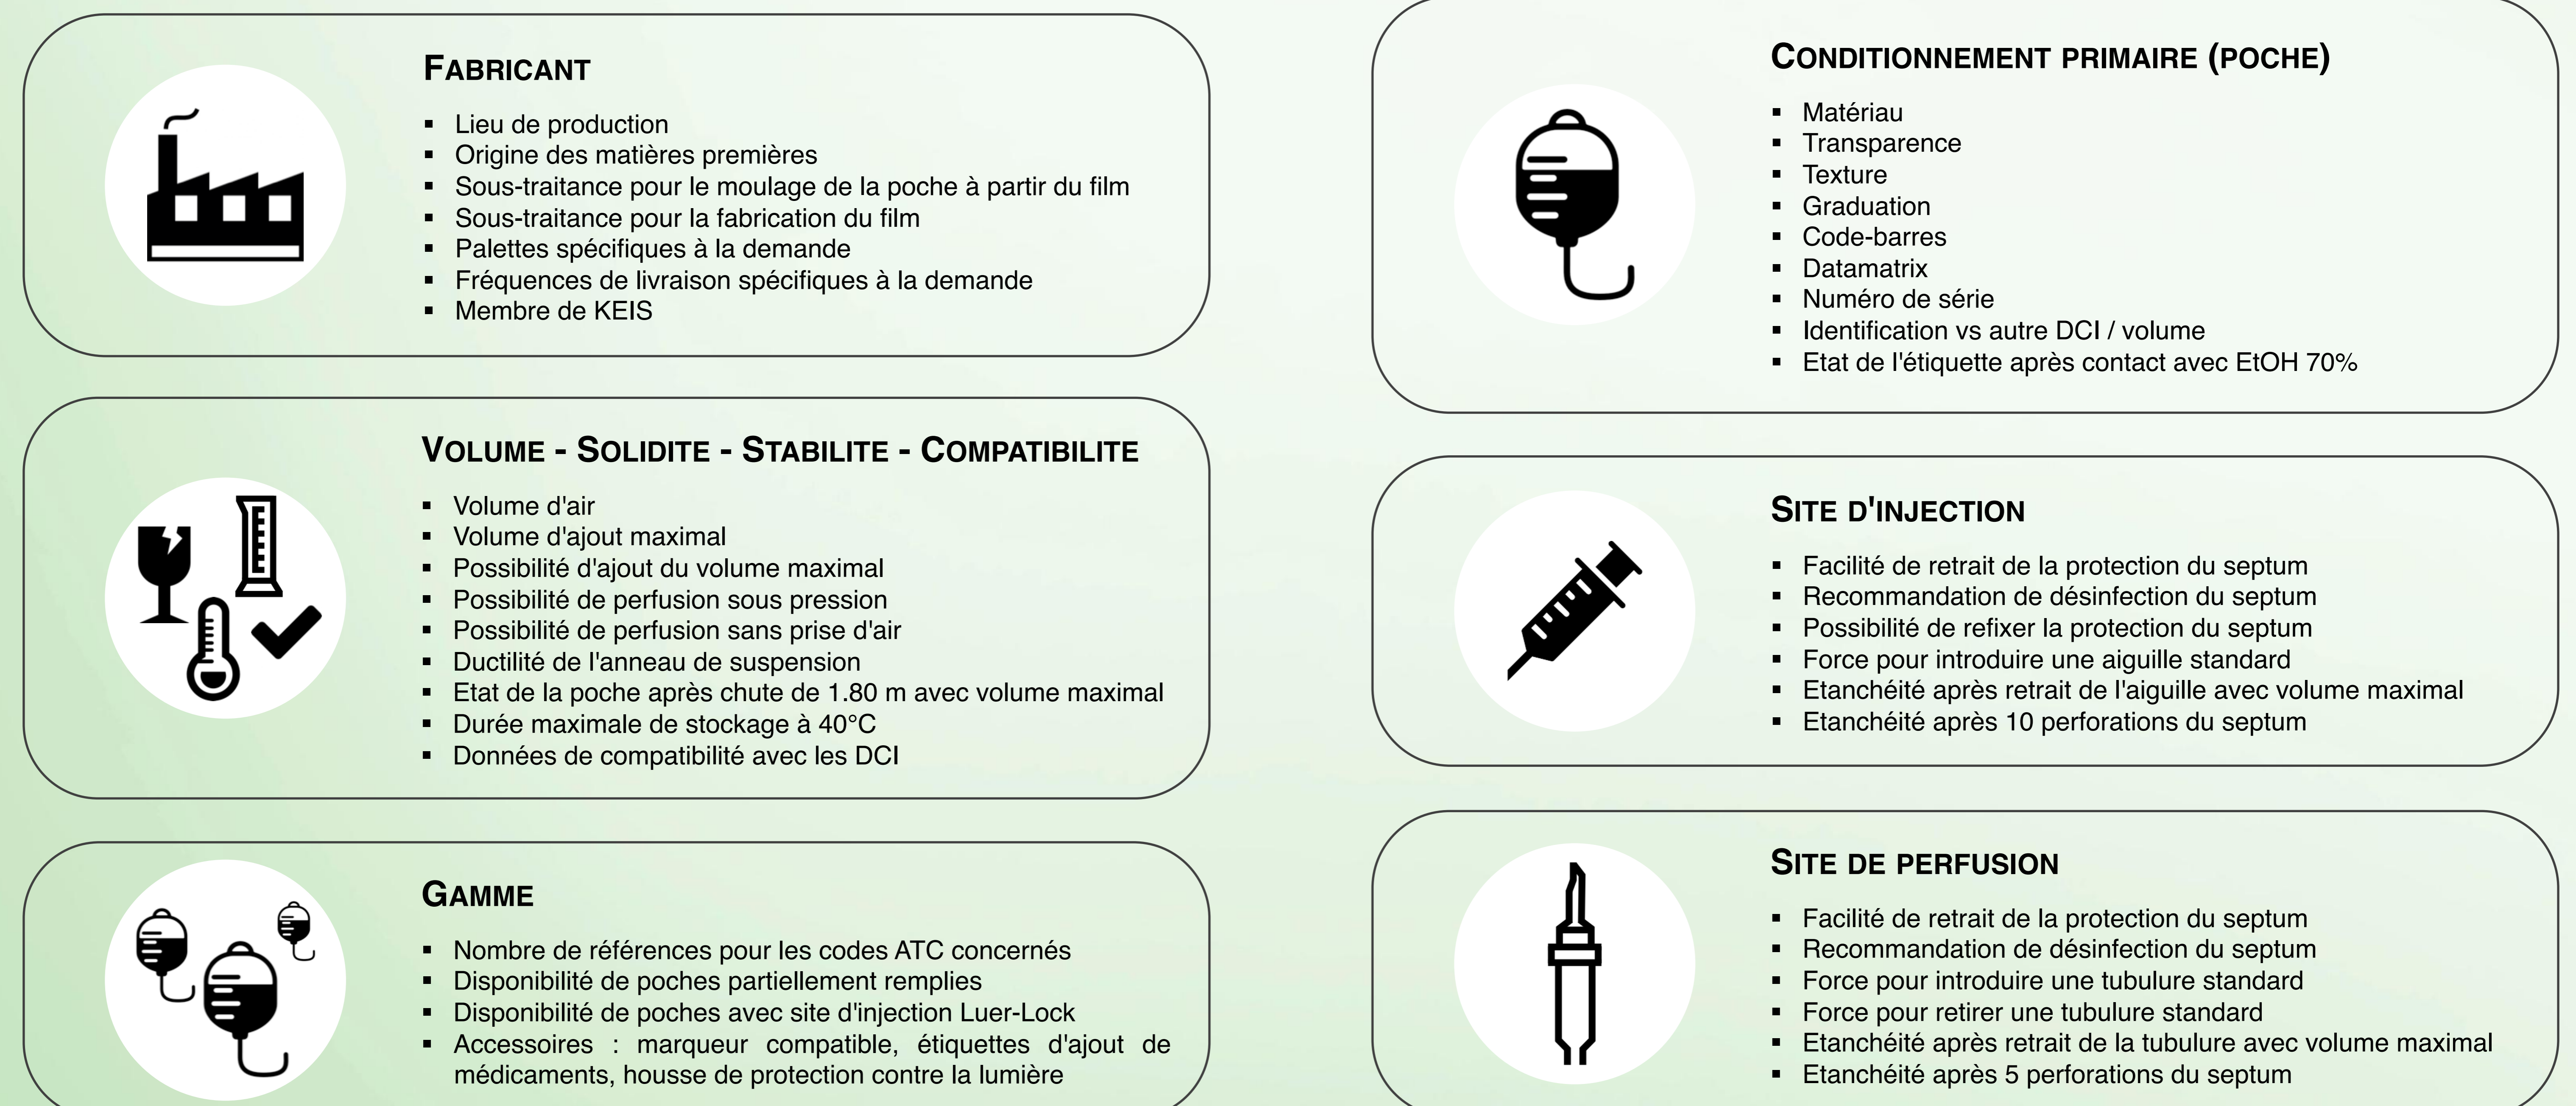 FABRICANT
▪ Lieu de production
▪ Origine des matières premières
▪ Sous-traitance pour le moulage de la poche à partir du film
▪ Sous-traitance pour la fabrication du film
▪ Palettes spécifiques à la demande
▪ Fréquences de livraison spécifiques à la demande
▪ Membre de KEIS
VOLUME - SOLIDITE - STABILITE - COMPATIBILITE
▪ Volume d'air
▪ Volume d'ajout maximal
▪ Possibilité d'ajout du volume maximal
▪ Possibilité de perfusion sous pression
▪ Possibilité de perfusion sans prise d'air
▪ Ductilité de l'anneau de suspension
▪ Etat de la poche après chute de 1.80 m avec volume maximal
▪ Durée maximale de stockage à 40°C
▪ Données de compatibilité avec les DCI
GAMME
▪ Nombre de références pour les codes ATC concernés
▪ Disponibilité de poches partiellement remplies
▪ Disponibilité de poches avec site d'injection Luer-Lock
▪ Accessoires : marqueur compatible, étiquettes d'ajout de
médicaments, housse de protection contre la lumière
CONDITIONNEMENT PRIMAIRE (POCHE)
▪ Matériau
▪ Transparence
▪ Texture
▪ Graduation
▪ Code-barres
▪ Datamatrix
▪ Numéro de série
▪ Identification vs autre DCI / volume
▪ Etat de l'étiquette après contact avec EtOH 70%
SITE D'INJECTION
▪ Facilité de retrait de la protection du septum
▪ Recommandation de désinfection du septum
▪ Possibilité de refixer la protection du septum
▪ Force pour introduire une aiguille standard
▪ Etanchéité après retrait de l'aiguille avec volume maximal
▪ Etanchéité après 10 perforations du septum
SITE DE PERFUSION
▪ Facilité de retrait de la protection du septum
▪ Recommandation de désinfection du septum
▪ Force pour introduire une tubulure standard
▪ Force pour retirer une tubulure standard
▪ Etanchéité après retrait de la tubulure avec volume maximal
▪ Etanchéité après 5 perforations du septum